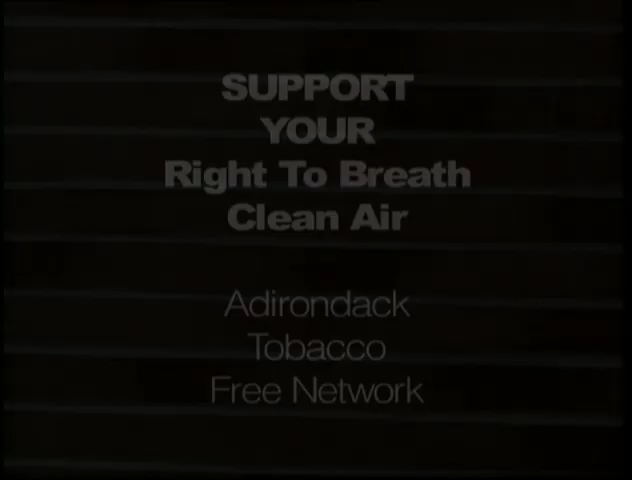 SUPPORT
YOUR
Right To Breath
Clean Air
Adirondack
Tobacco
Free Network